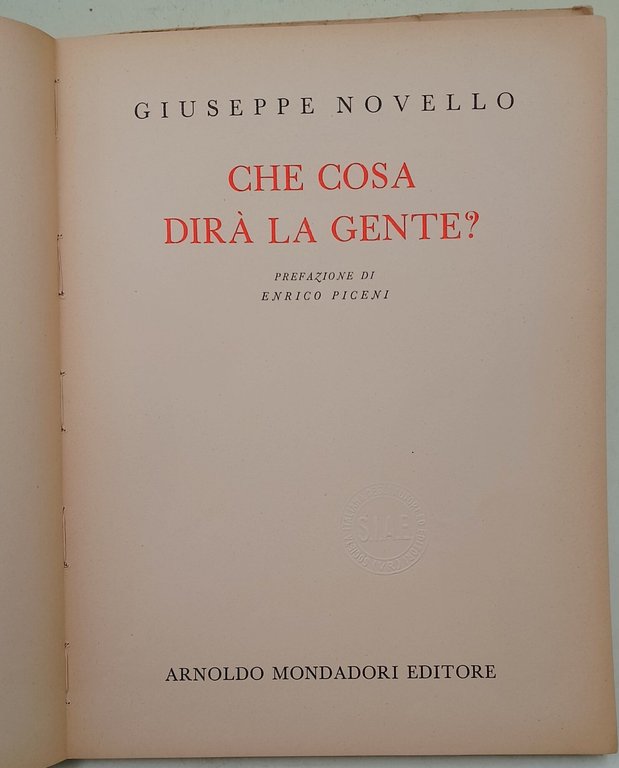 GIUSEPPE NOVELLO
CHE COSA
DIRÀ LA GENTE?
PREFAZIONE DI
ENRICO PICENI
S.I.A.E.
ARNOLDO MONDADORI EDITORE